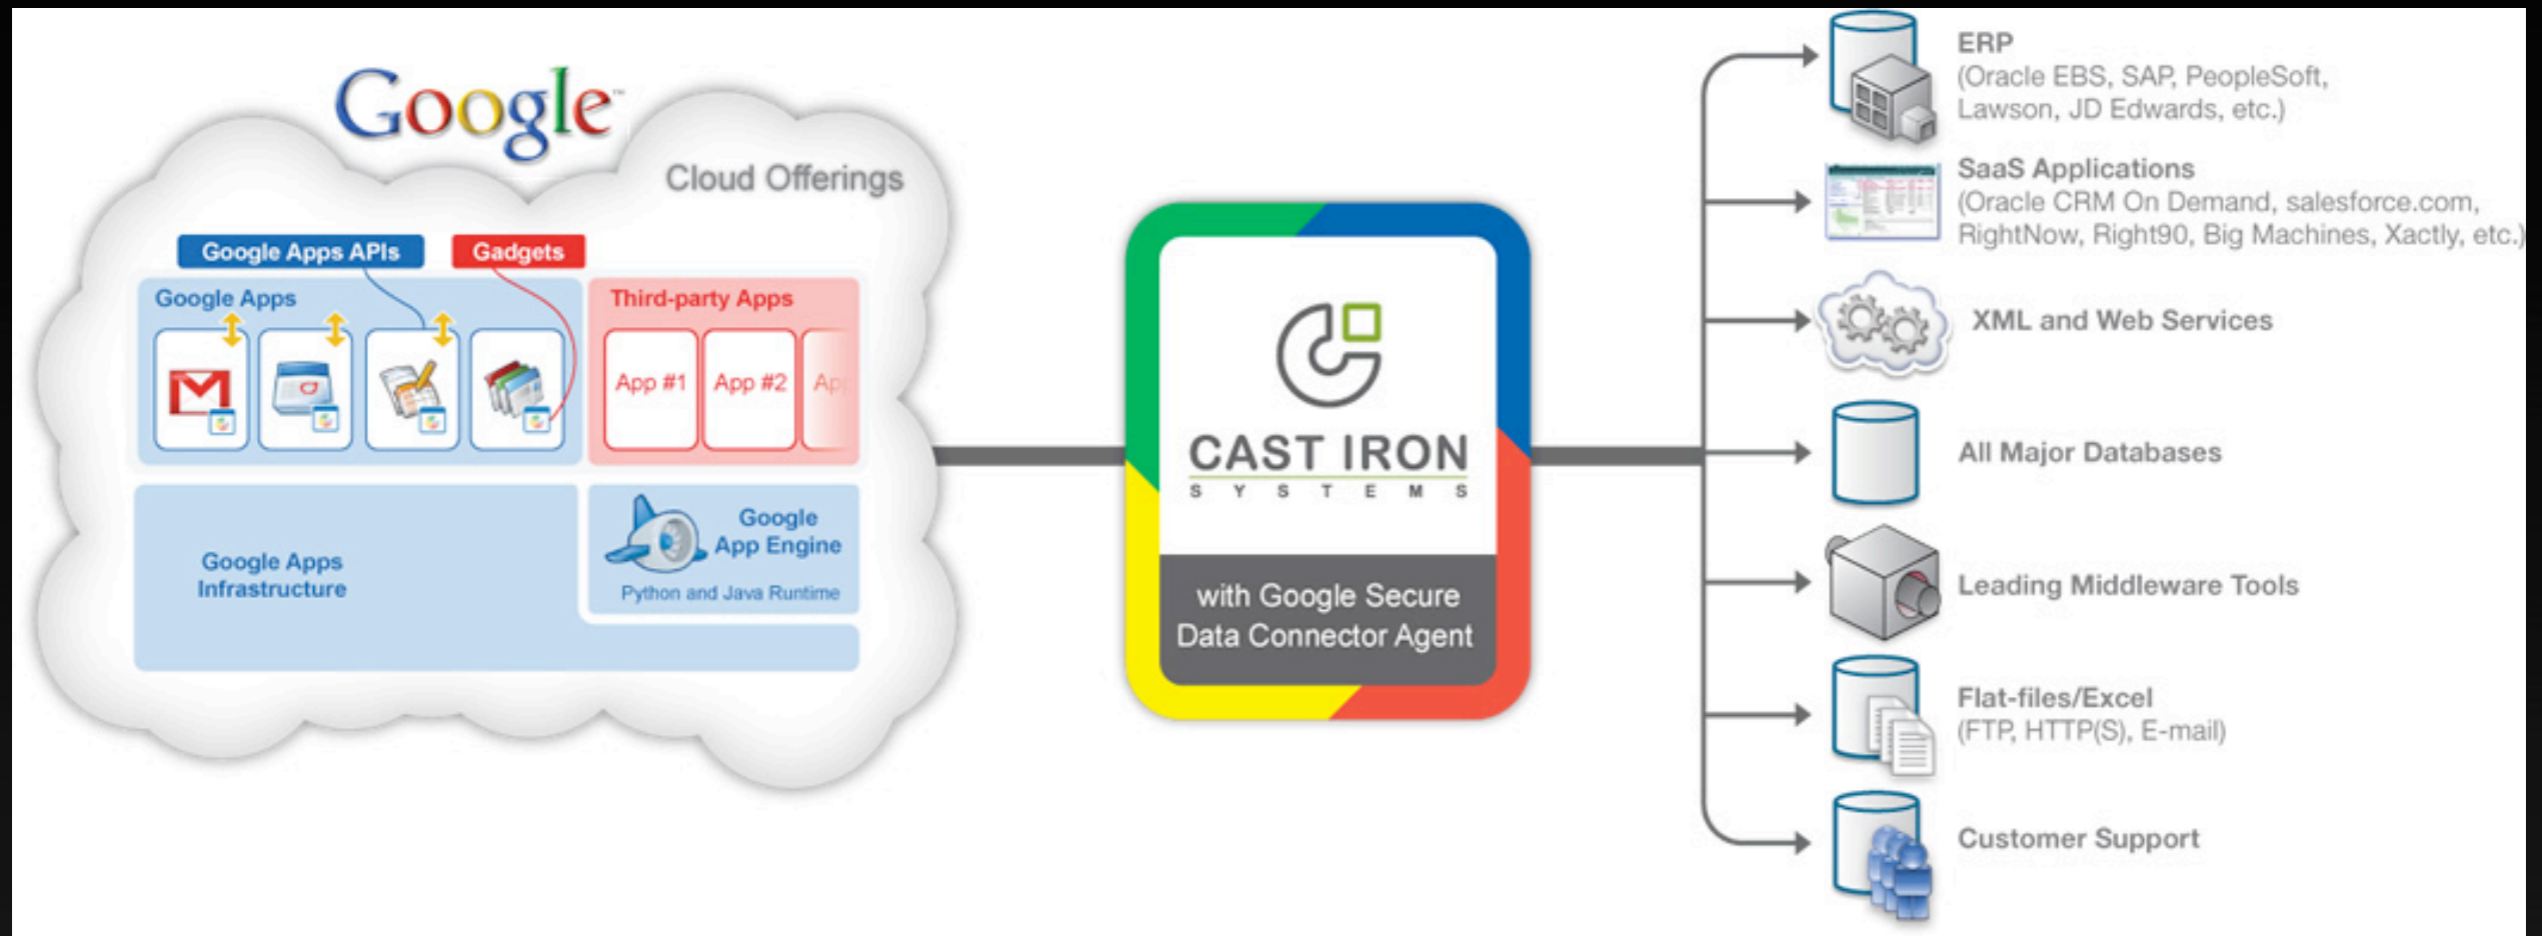 Google™
Cloud Offerings
Google Apps APIs
Gadgets
Google Apps
Third-party Apps
App #1
App #2
App
Google Apps
Infrastructure
Google
App Engine
Python and Java Runtime
CAST IRON
SYSTEMS
with Google Secure
Data Connector Agent
ERP
(Oracle EBS, SAP, PeopleSoft,
Lawson, JD Edwards, etc.)
SaaS Applications
(Oracle CRM On Demand, salesforce.com,
RightNow, Right90, Big Machines, Xactly, etc.)
XML and Web Services
All Major Databases
Leading Middleware Tools
Flat-files/Excel
(FTP, HTTP(S), E-mail)
Customer Support